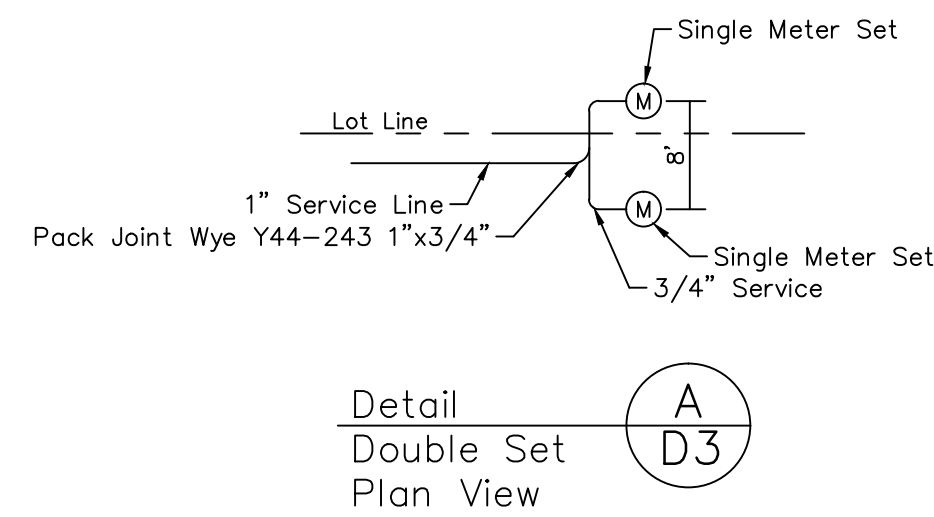 Single Meter Set
M
Lot Line
8'
1" Service Line
M
Pack Joint Wye Y44-243 1"x3/4"
Single Meter Set
3/4" Service
Detail
A
Double Set
D3
Plan View